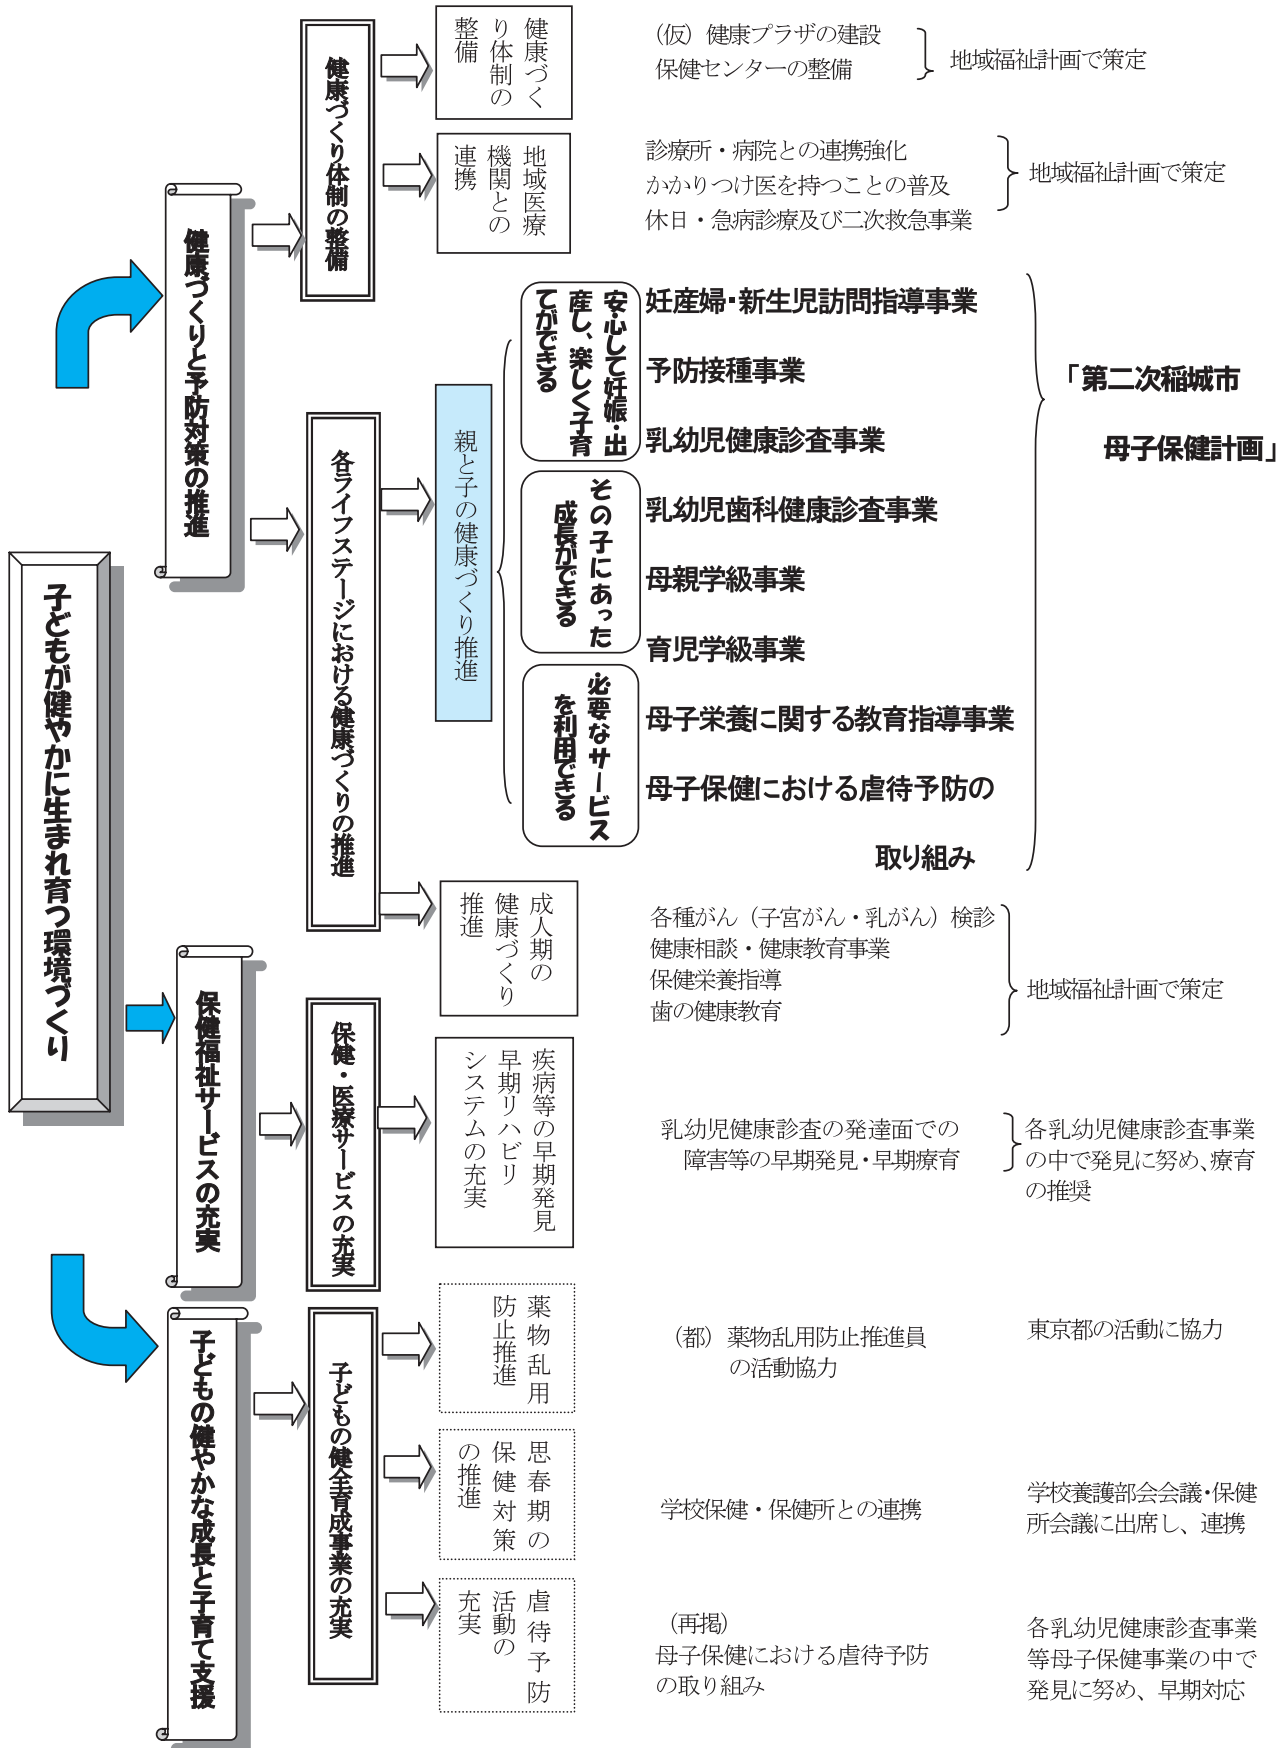 子どもが健やかに生まれ育つ環境づくり
健康づくりと予防対策の推進
健康づくり体制の整備
健康づく
り体制の
整備
(仮)健康プラザの建設
保健センターの整備
地域福祉計画で策定
地域医療
機関との
連携
診療所・病院との連携強化
かかりつけ医を持つことの普及
休日・急病診療及び二次救急事業
地域福祉計画で策定
各ライフステージにおける健康づくりの推進
親と子の健康づくり推進
安心して妊娠・出
産し、楽しく子育
てができる
その子にあった
成長ができる
必要なサービス
を利用できる
妊産婦・新生児訪問指導事業
予防接種事業
乳幼児健康診査事業
乳幼児歯科健康診査事業
母親学級事業
育児学級事業
母子栄養に関する教育指導事業
母子保健における虐待予防の
取り組み
「第二次稲城市
母子保健計画」
成人期の
健康づくり
推進
各種がん(子宮がん・乳がん)検診
健康相談・健康教育事業
保健栄養指導
歯の健康教育
地域福祉計画で策定
保健福祉サービスの充実
保健・医療サービスの充実
疾病等の早期発見
早期リハビリ
システムの充実
乳幼児健康診査の発達面での
障害等の早期発見・早期療育
各乳幼児健康診査事業
の中で発見に努め、療育
の推奨
子どもの健やかな成長と子育て支援
子どもの健全育成事業の充実
薬物乱用
防止推進
(都)薬物乱用防止推進員
の活動協力
東京都の活動に協力
思春期の
保健対策
の推進
学校保健・保健所との連携
学校養護部会会議・保健
所会議に出席し、連携
虐待予防
活動の
充実
(再掲)
母子保健における虐待予防
の取り組み
各乳幼児健康診査事業
等母子保健事業の中で
発見に努め、早期対応